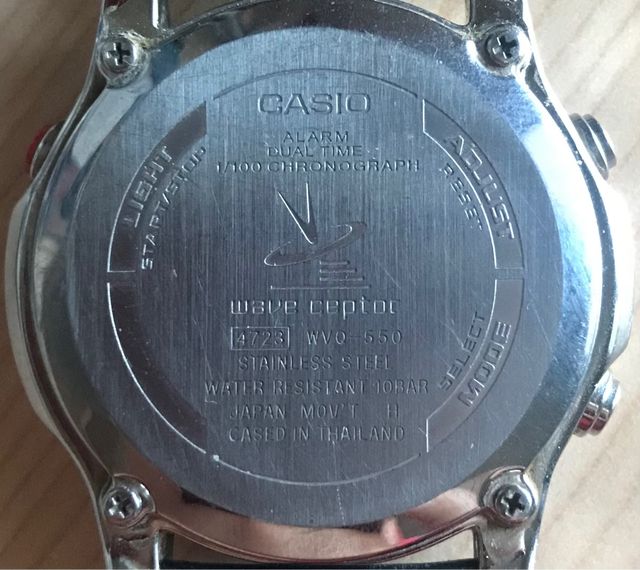 CASIO
ALARM
DUAL TIME
1/100 CHRONOGRAPH
LIGHT
START/STOP
ADJUST
RESET
wave ceptor
4723 WVQ-550
STAINLESS STEEL
WATER RESISTANT 10BAR
JAPAN MOV'T H
CASED IN THAILAND
SELECT
MODE